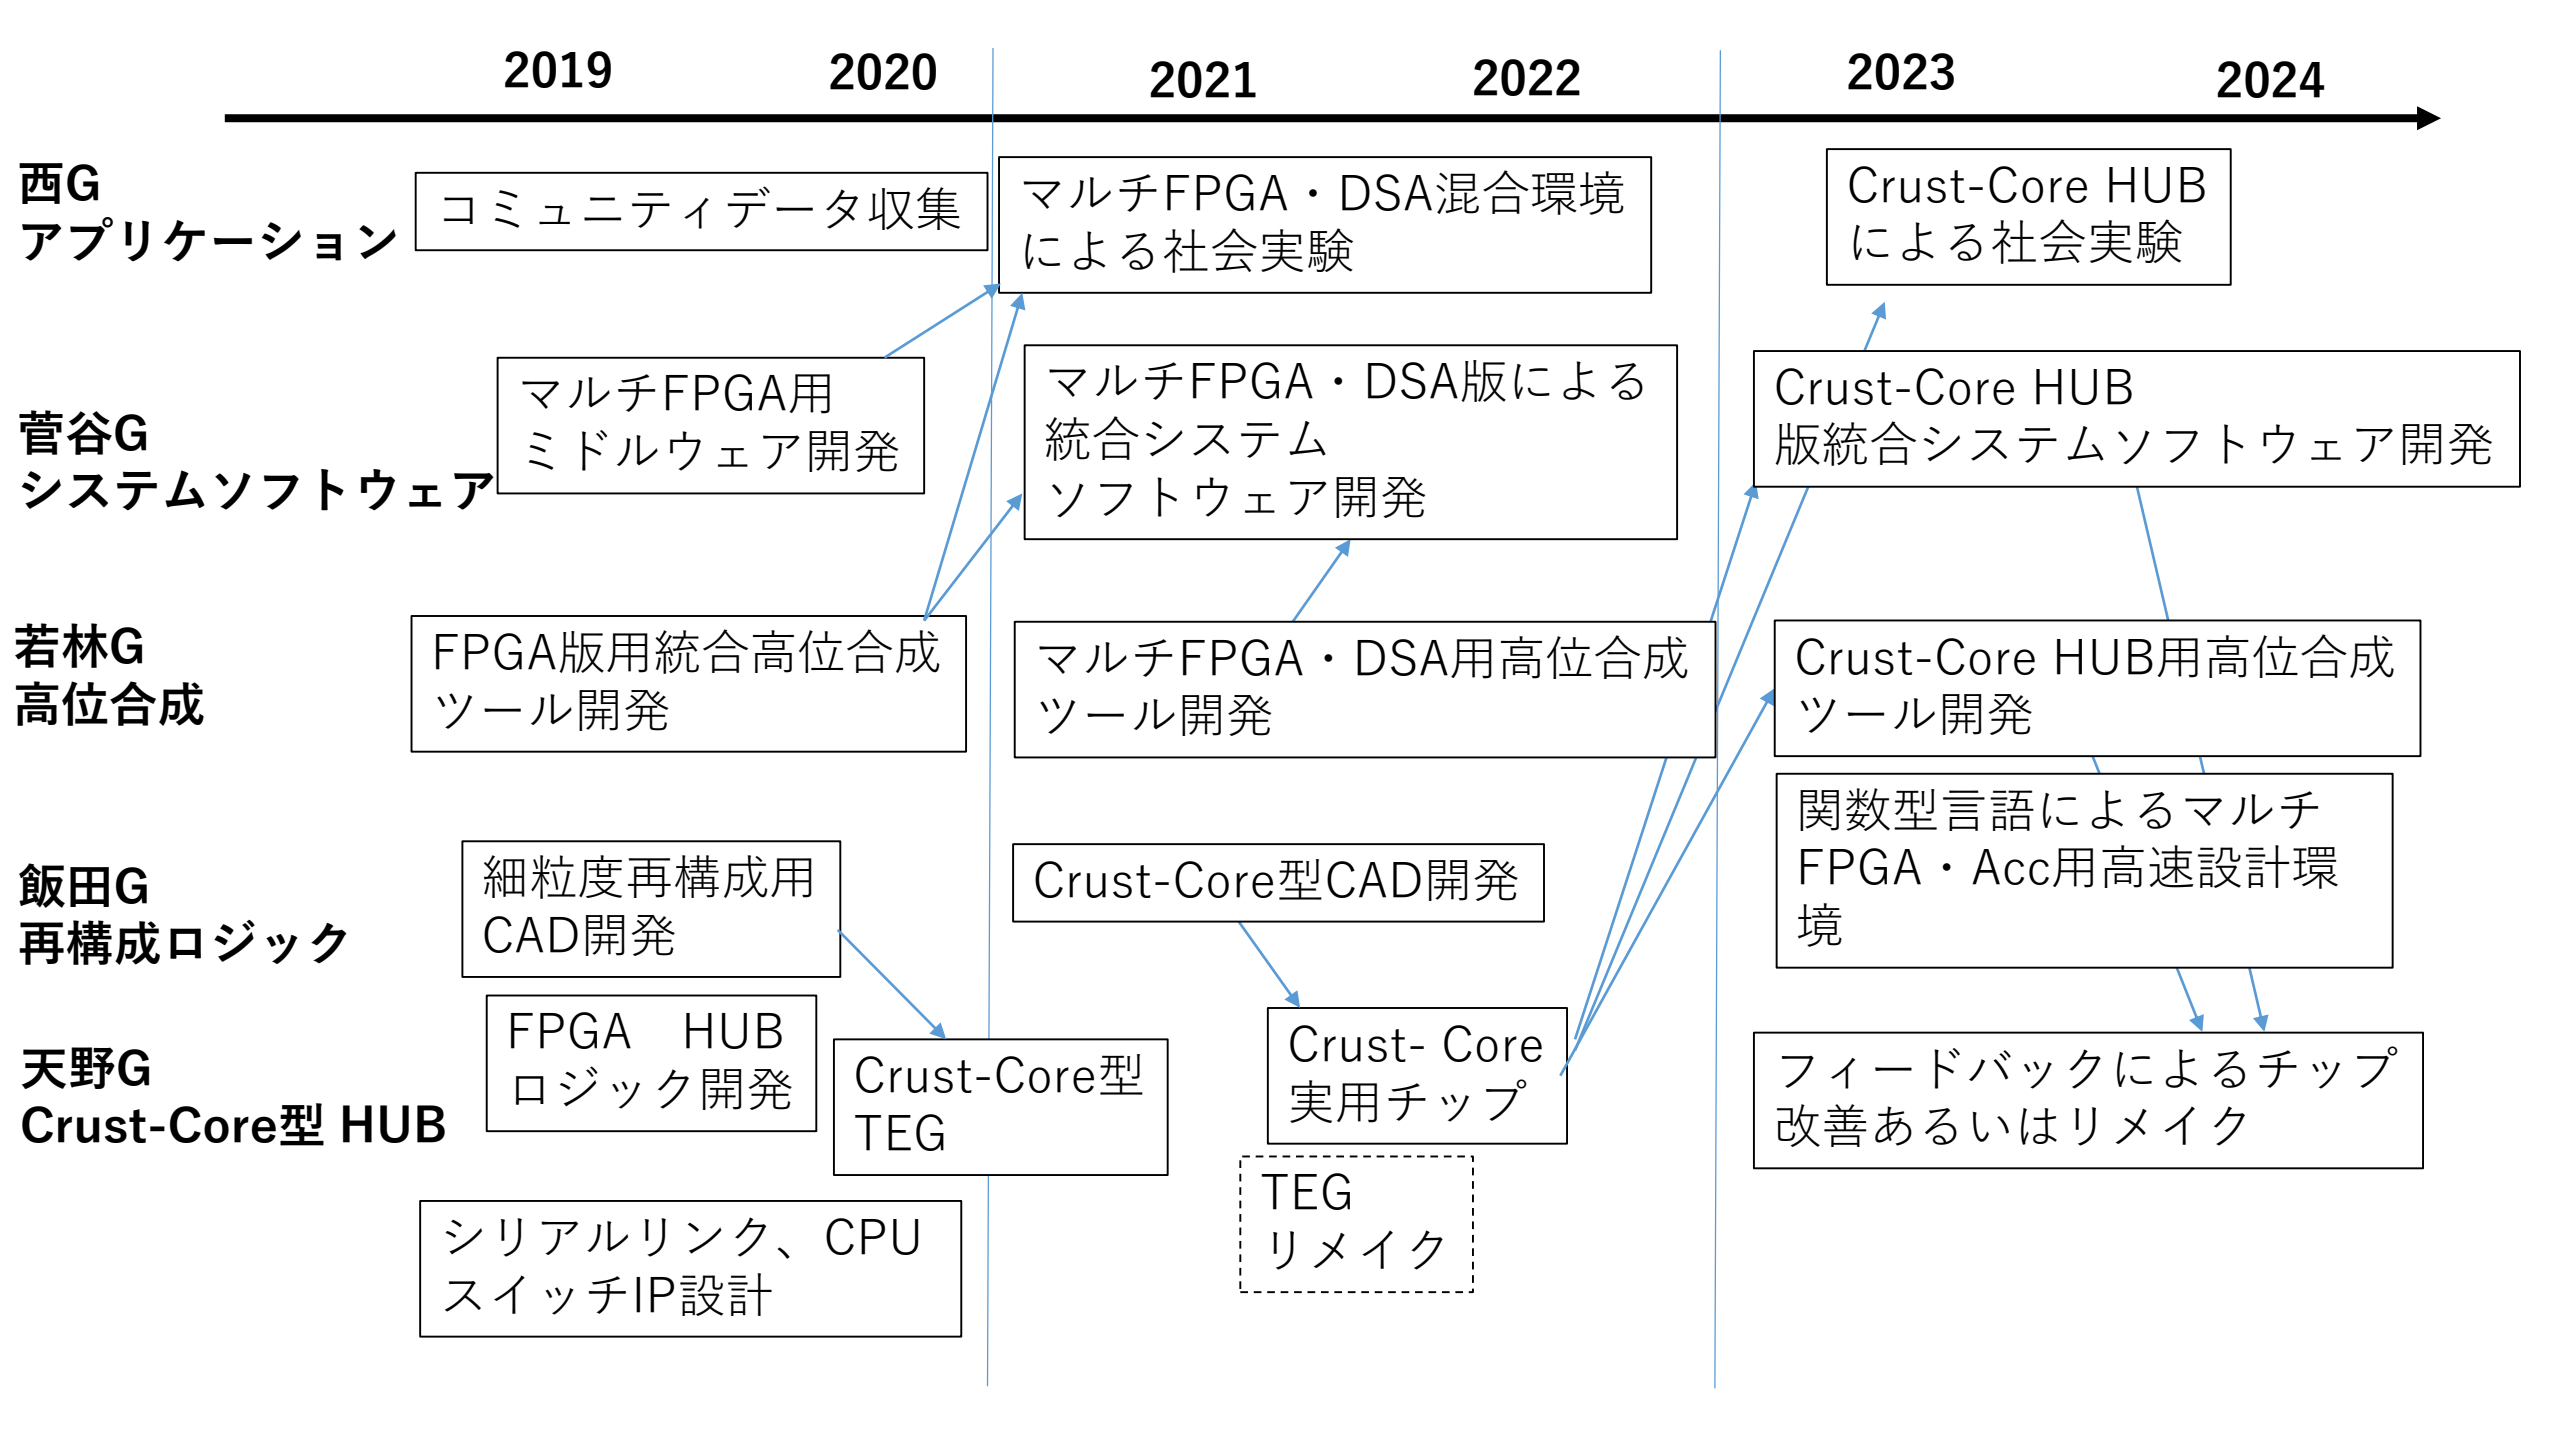 2019
2020
2021
2022
2023
2024
西G
アプリケーション
コミュニティデータ収集
マルチFPGA・DSA混合環境
による社会実験
Crust-Core HUB
による社会実験
菅谷G
システムソフトウェア
マルチFPGA用
ミドルウェア開発
マルチFPGA・DSA版による
統合システム
ソフトウェア開発
Crust-Core HUB
版統合システムソフトウェア開発
若林G
高位合成
FPGA版用統合高位合成
ツール開発
マルチFPGA・DSA用高位合成
ツール開発
Crust-Core HUB用高位合成
ツール開発
関数型言語によるマルチ
FPGA・Acc用高速設計環
境
飯田G
再構成ロジック
細粒度再構成用
CAD開発
Crust-Core型CAD開発
天野G
Crust-Core型 HUB
FPGA　HUB
ロジック開発
Crust-Core型
TEG
Crust- Core
実用チップ
TEG
リメイク
フィードバックによるチップ
改善あるいはリメイク
シリアルリンク、CPU
スイッチIP設計